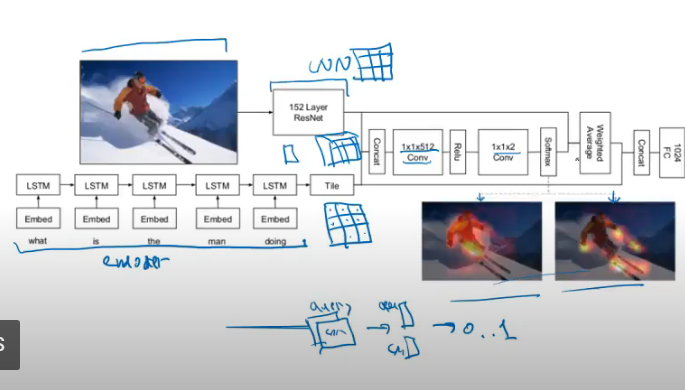 CNN
152 Layer
ResNet
Concat
1x1x512
Conv
Relu
1x1x2
Conv
Softmax
Weighted
Average
Concat
1024
FC
LSTM LSTM LSTM LSTM LSTM Tile
Embed Embed Embed Embed Embed
what is the man doing
encoder
query
→ 0..1
S